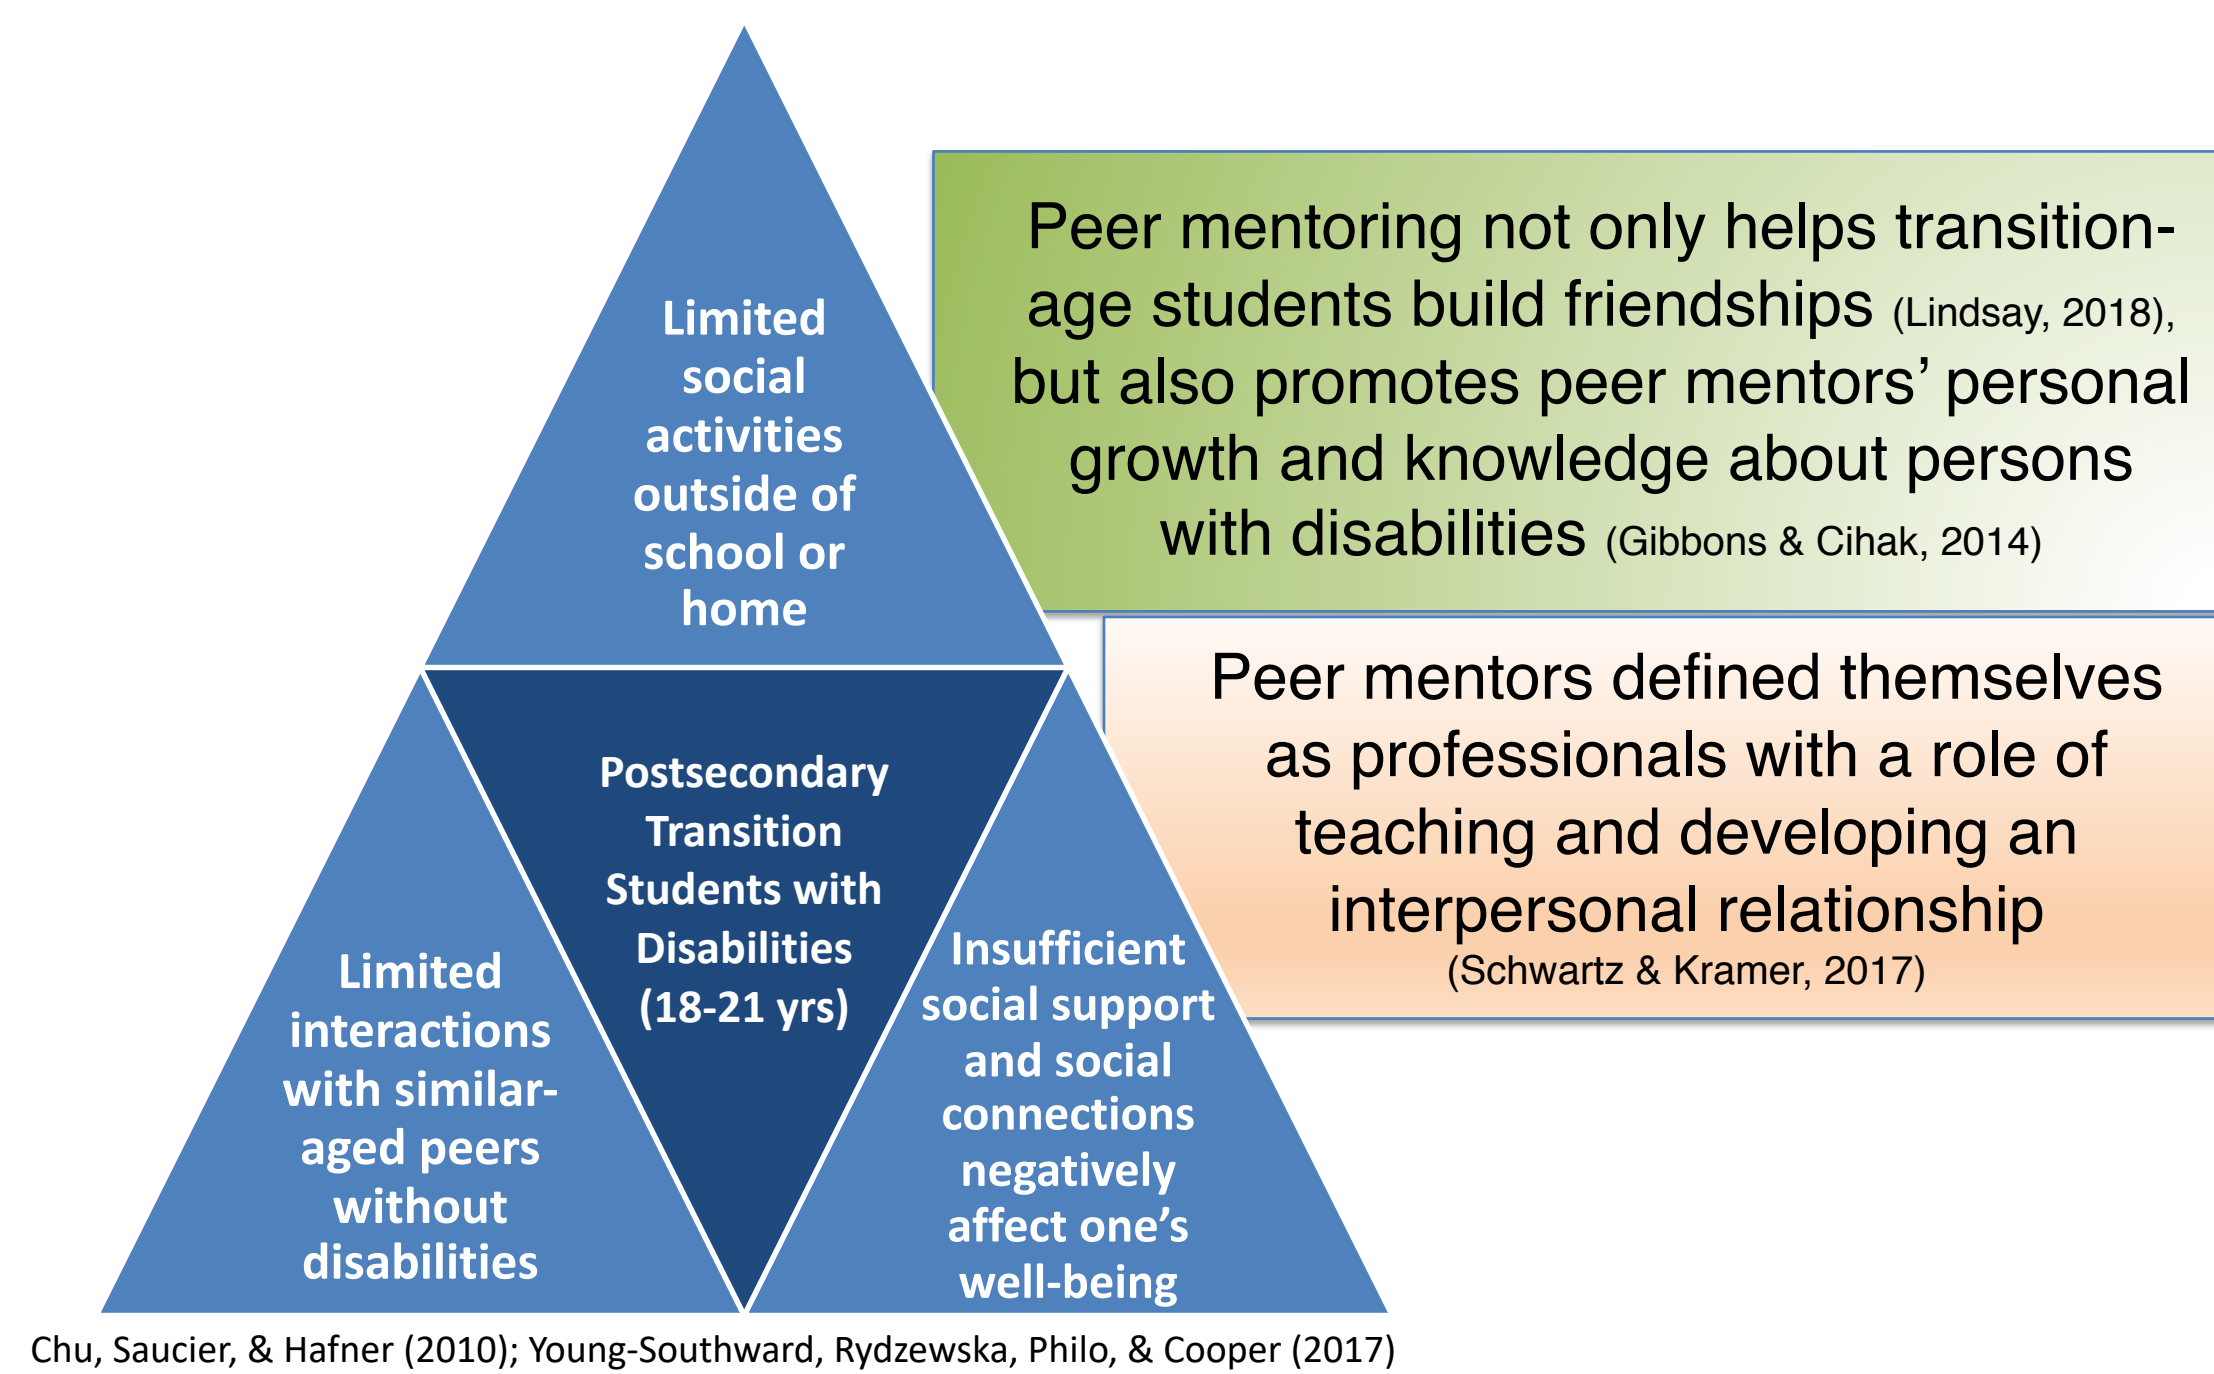 Limited
social
activities
outside of
school or
home
Peer mentoring not only helps transition-
age students build friendships (Lindsay, 2018),
but also promotes peer mentors’ personal
growth and knowledge about persons
with disabilities (Gibbons & Cihak, 2014)
Peer mentors defined themselves
as professionals with a role of
teaching and developing an
interpersonal relationship
(Schwartz & Kramer, 2017)
Limited
interactions
with similar-
aged peers
without
disabilities
Postsecondary
Transition
Students with
Disabilities
(18-21 yrs)
Insufficient
social support
and social
connections
negatively
affect one’s
well-being
Chu, Saucier, & Hafner (2010); Young-Southward, Rydzewska, Philo, & Cooper (2017)